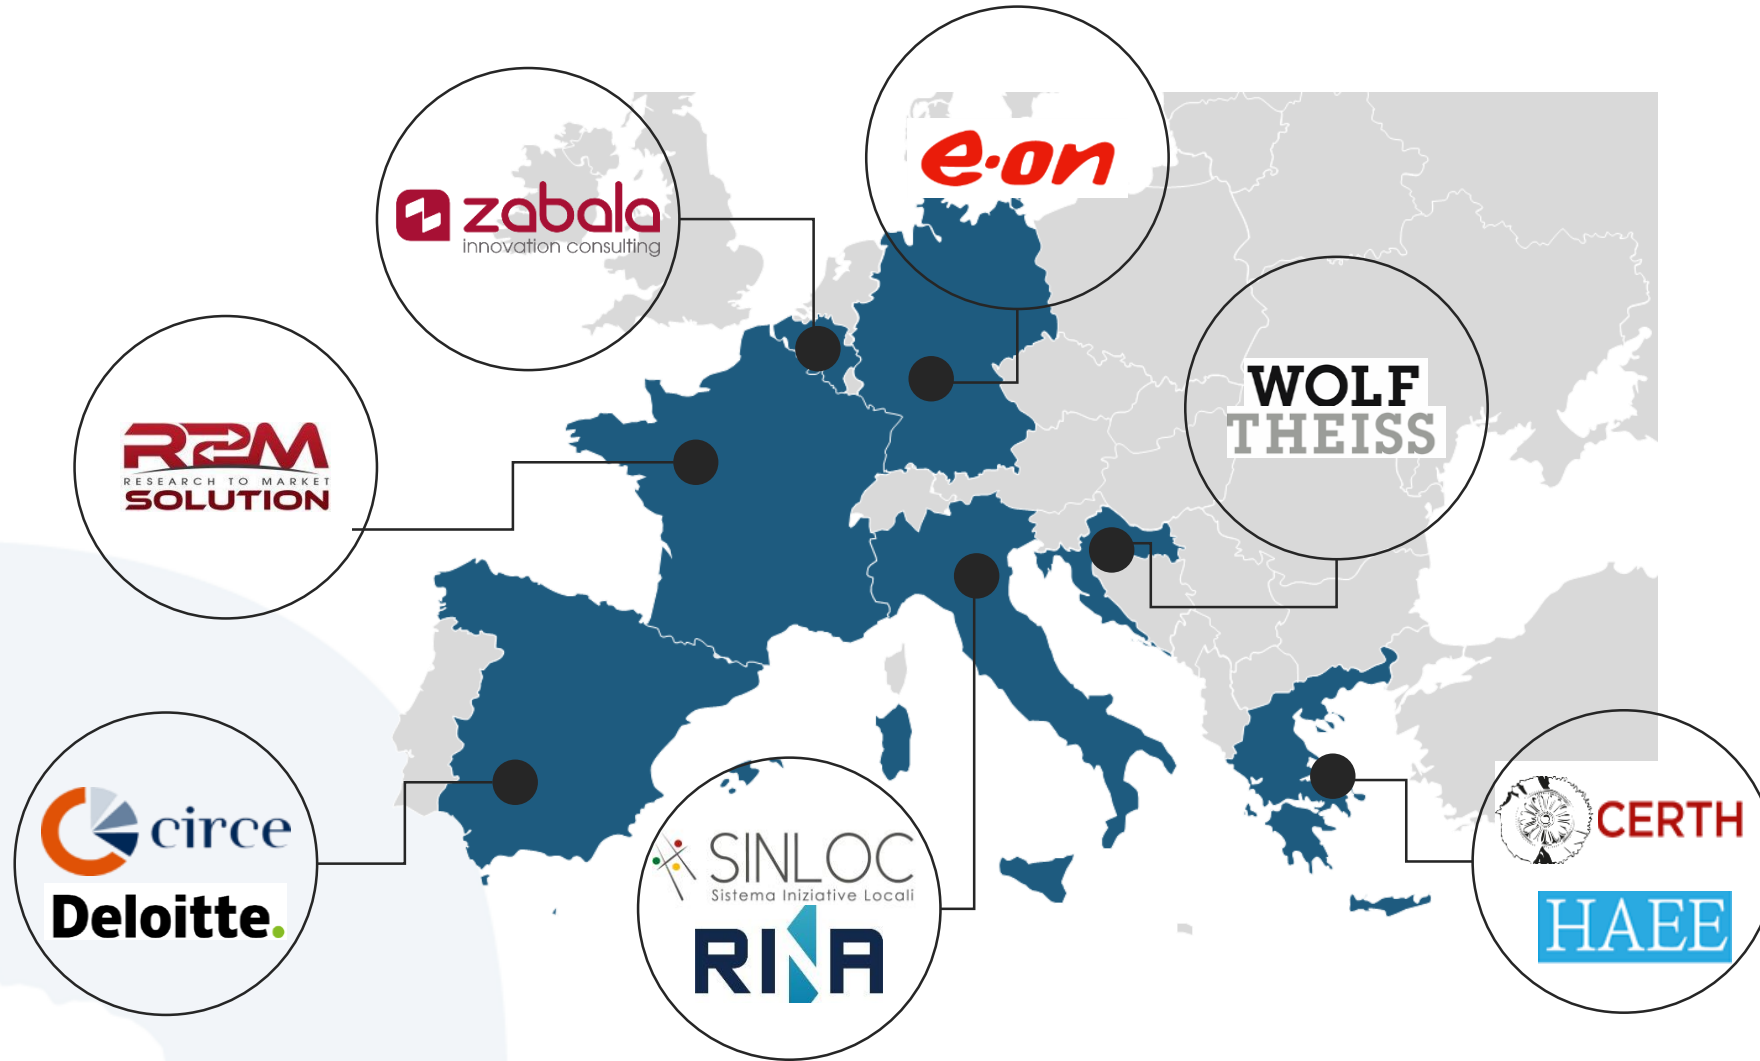 e·on
zabala
innovation consulting
WOLF
THEISS
R2M
RESEARCH TO MARKET
SOLUTION
circe
Deloitte.
SINLOC
Sistema Iniziative Locali
RINA
CERTH
HAEE